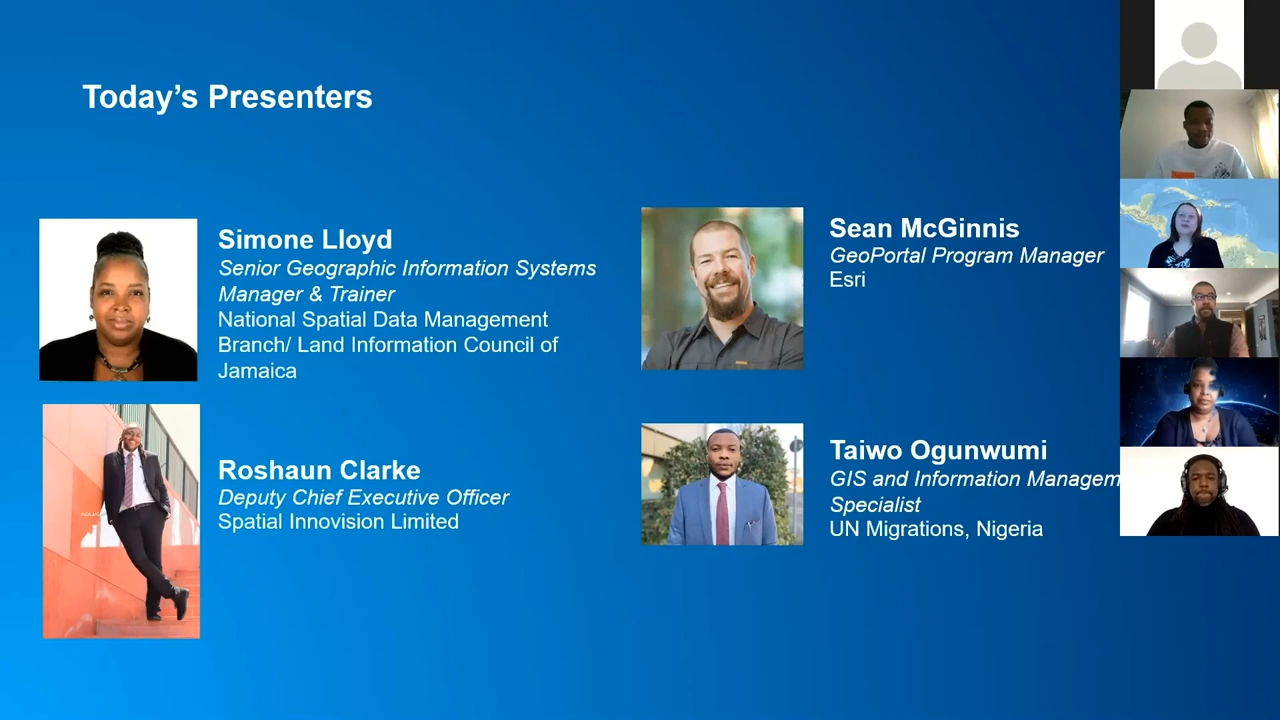 Today’s Presenters
Simone Lloyd
Senior Geographic Information Systems
Manager & Trainer
National Spatial Data Management
Branch/ Land Information Council of
Jamaica
Roshaun Clarke
Deputy Chief Executive Officer
Spatial Innovision Limited
Sean McGinnis
GeoPortal Program Manager
Esri
Taiwo Ogunwumi
GIS and Information Managem
Specialist
UN Migrations, Nigeria